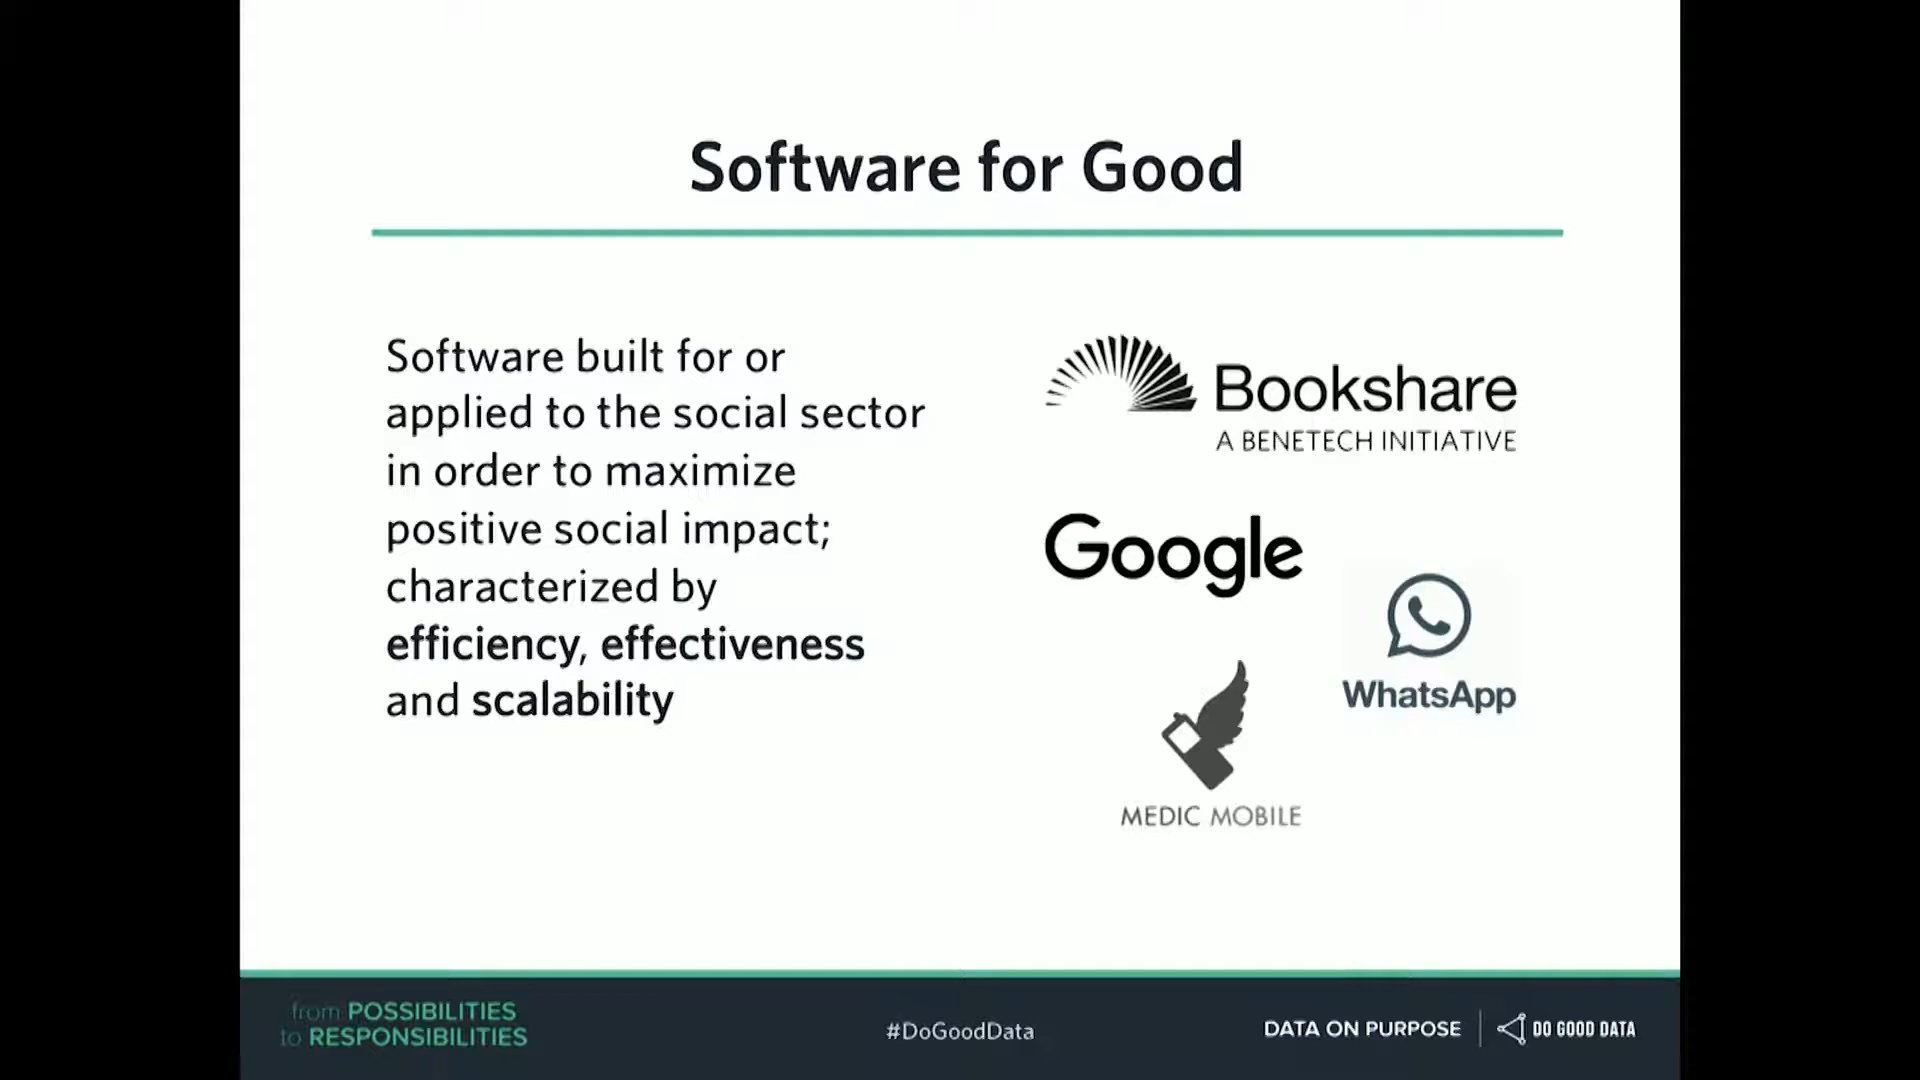 Software for Good
Software built for or
applied to the social sector
in order to maximize
positive social impact;
characterized by
efficiency, effectiveness
and scalability
Bookshare
A BENETECH INITIATIVE
Google
WhatsApp
MEDIC MOBILE
from POSSIBILITIES
to RESPONSIBILITIES
#DoGoodData
DATA ON PURPOSE
DO GOOD DATA